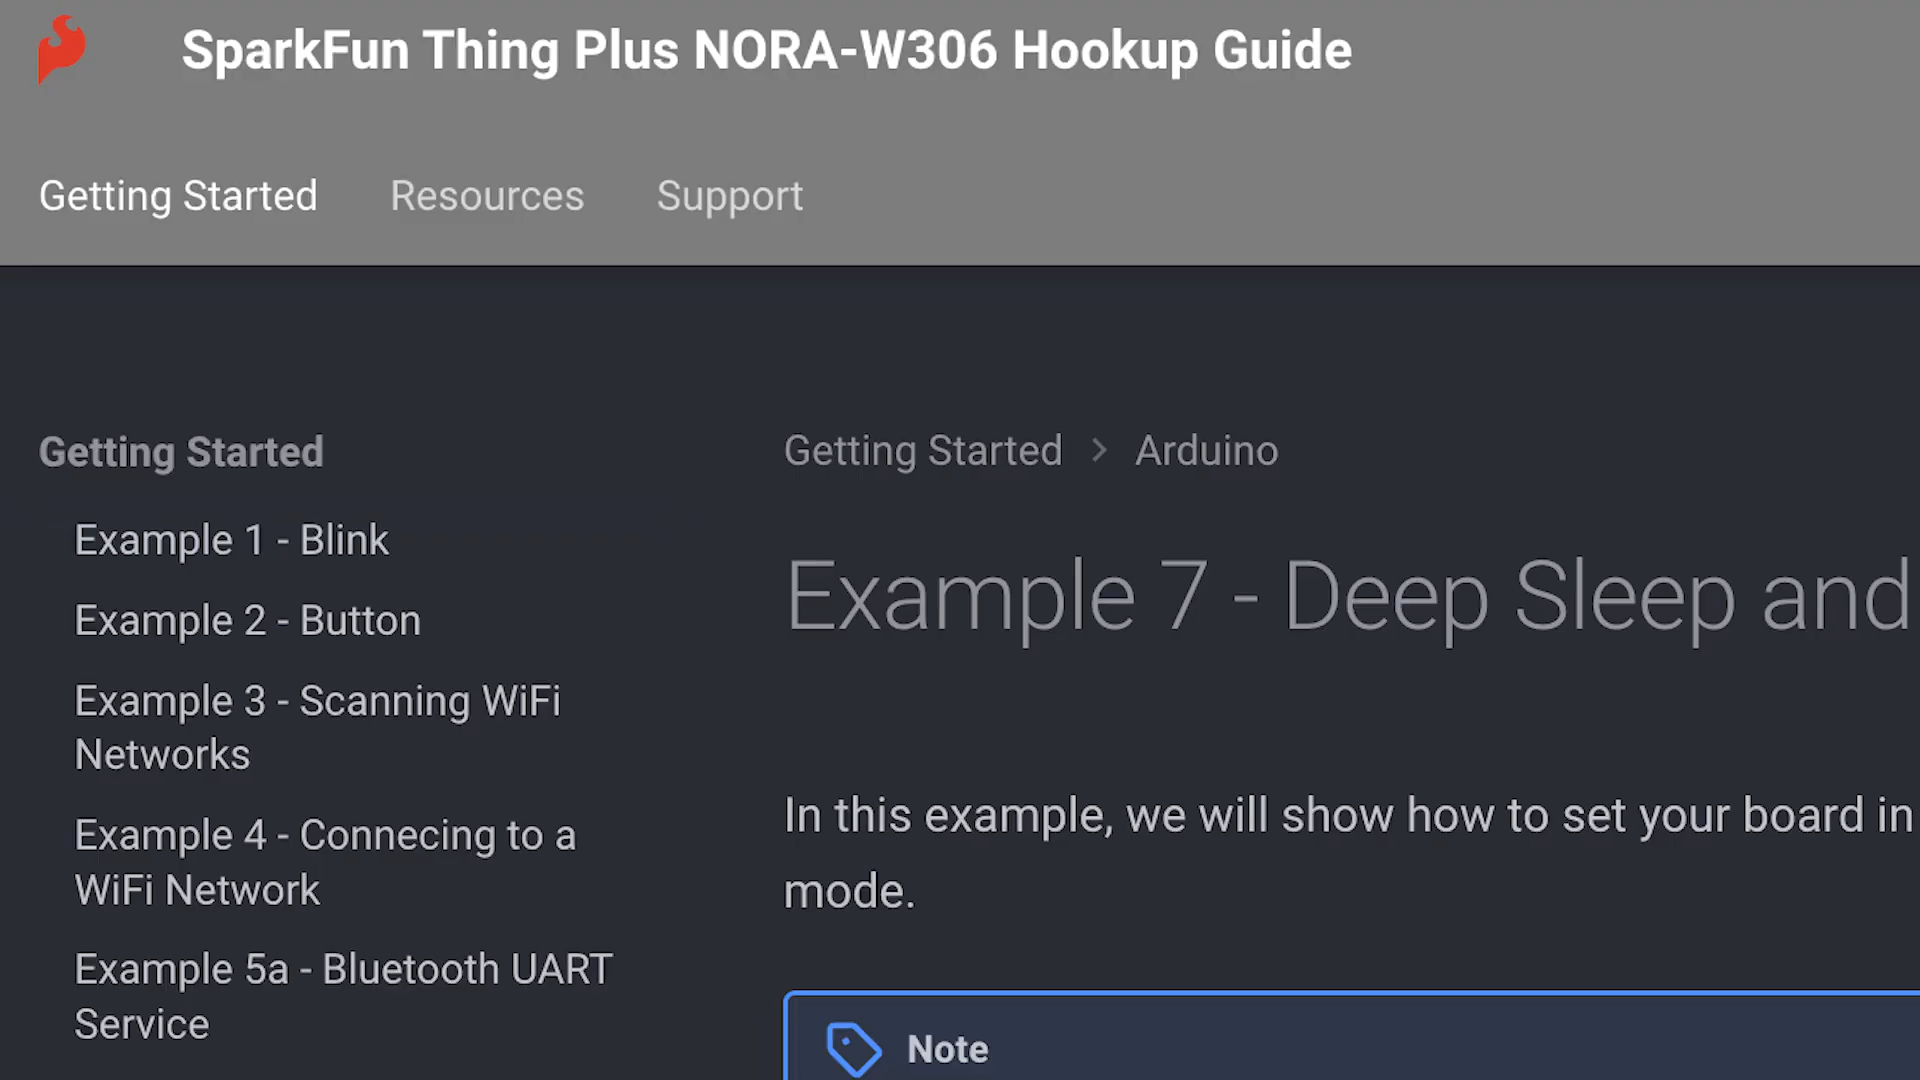 SparkFun Thing Plus NORA-W306 Hookup Guide
Getting Started Resources Support
Getting Started
Example 1 - Blink
Example 2 - Button
Example 3 - Scanning WiFi
Networks
Example 4 - Connecing to a
WiFi Network
Example 5a - Bluetooth UART
Service
Getting Started > Arduino
Example 7 - Deep Sleep and
In this example, we will show how to set your board in
mode.
Note